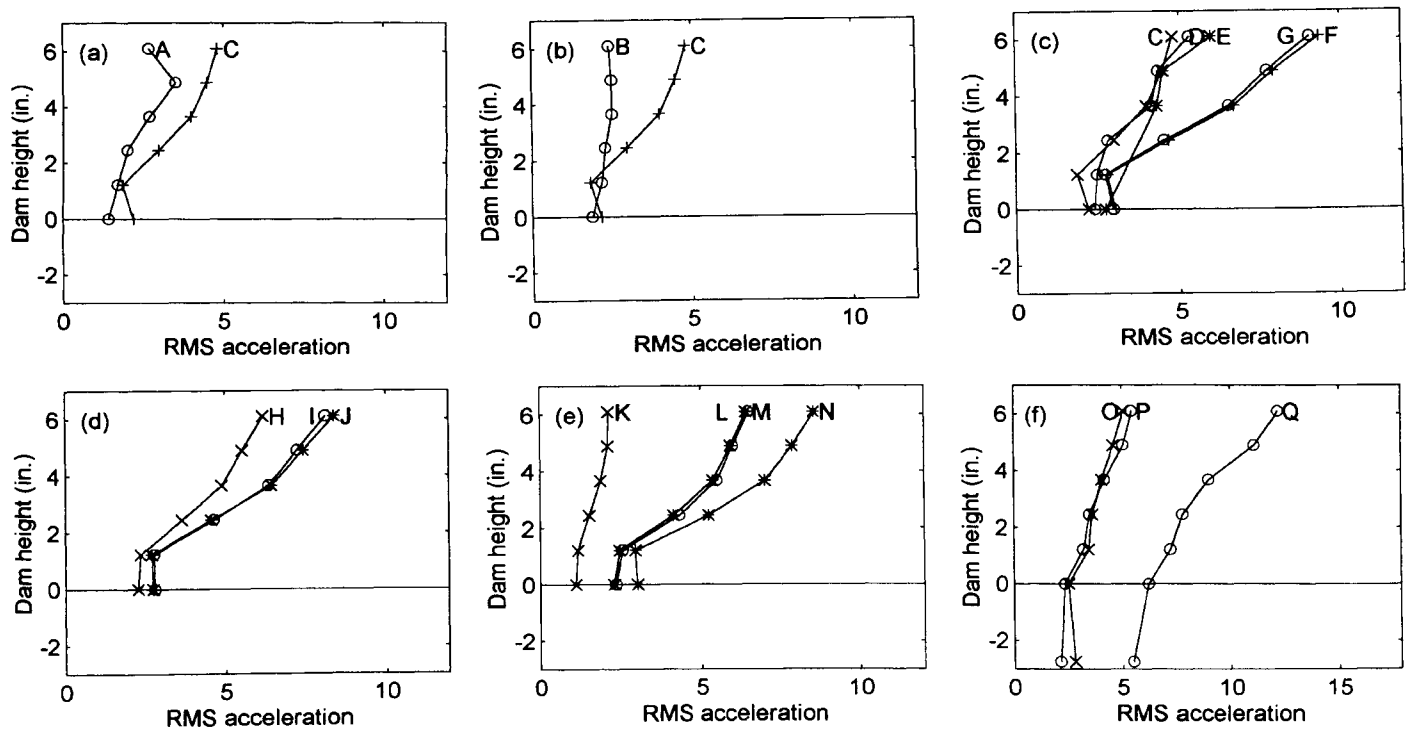 (a)
A
C
Dam height (in.)
6
4
2
0
-2
0
5
10
RMS acceleration
(b)
B
C
Dam height (in.)
6
4
2
0
-2
0
5
10
RMS acceleration
(c)
C
D
E
G
F
Dam height (in.)
6
4
2
0
-2
0
5
10
RMS acceleration
(d)
H
I
J
Dam height (in.)
6
4
2
0
-2
0
5
10
RMS acceleration
(e)
K
L
M
N
Dam height (in.)
6
4
2
0
-2
0
5
10
RMS acceleration
(f)
O
P
Q
Dam height (in.)
6
4
2
0
-2
0
5
10
15
RMS acceleration